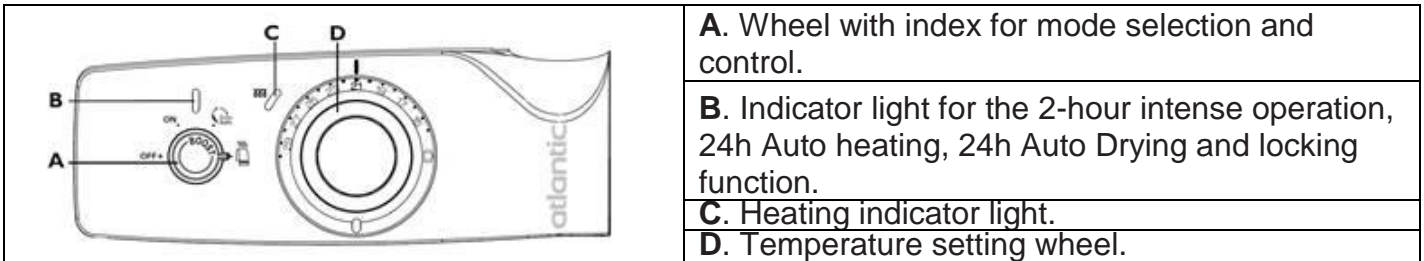 C
D
B
ON
A
OFF
BOOST
atlantic
A. Wheel with index for mode selection and
control.
B. Indicator light for the 2-hour intense operation,
24h Auto heating, 24h Auto Drying and locking
function.
C. Heating indicator light.
D. Temperature setting wheel.